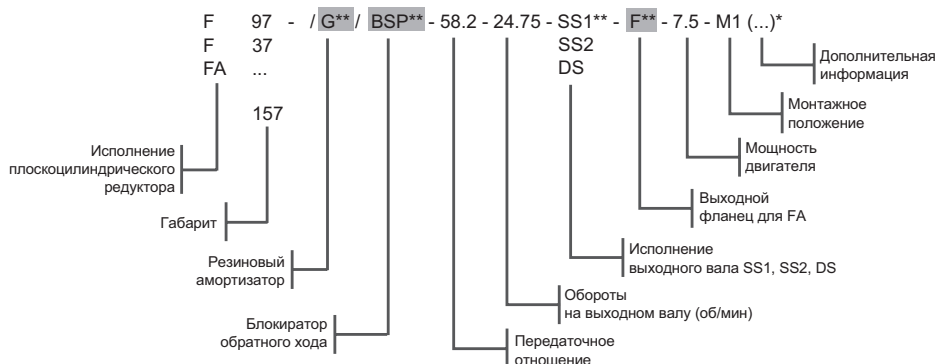 F 97 - / G** / BSP** - 58.2 - 24.75 - SS1** - F** - 7.5 - M1 (...)*
F 37 SS2
FA ... DS
157
Дополнительная
информация
Монтажное
положение
Мощность
двигателя
Исполнение
плоскоцилиндрического
редуктора
Выходной
фланец для FA
Габарит
Исполнение
выходного вала SS1, SS2, DS
Резиновый
амортизатор
Обороты
на выходном валу (об/мин)
Блокиратор
обратного хода
Передаточное
отношение